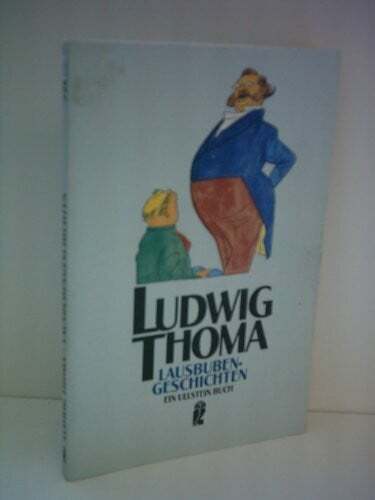 LUDWIG
THOMA
LAUSBUBEN-
GESCHICHTEN
EIN ULLSTEIN BUCH